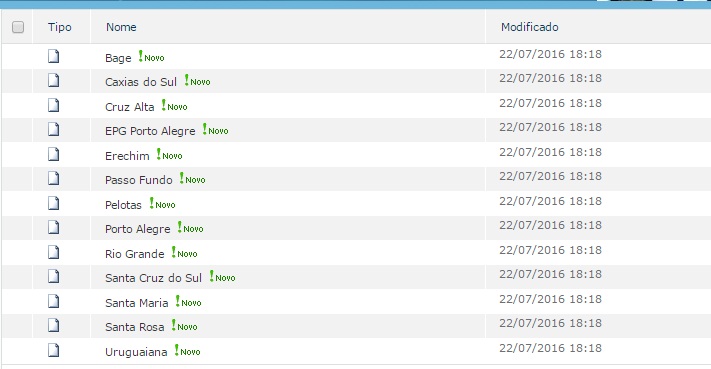 Tipo Nome Modificado
Bage !Novo 22/07/2016 18:18
Caxias do Sul !Novo 22/07/2016 18:18
Cruz Alta !Novo 22/07/2016 18:18
EPG Porto Alegre !Novo 22/07/2016 18:18
Erechim !Novo 22/07/2016 18:18
Passo Fundo !Novo 22/07/2016 18:18
Pelotas !Novo 22/07/2016 18:18
Porto Alegre !Novo 22/07/2016 18:18
Rio Grande !Novo 22/07/2016 18:18
Santa Cruz do Sul !Novo 22/07/2016 18:18
Santa Maria !Novo 22/07/2016 18:18
Santa Rosa !Novo 22/07/2016 18:18
Uruguaiana !Novo 22/07/2016 18:18